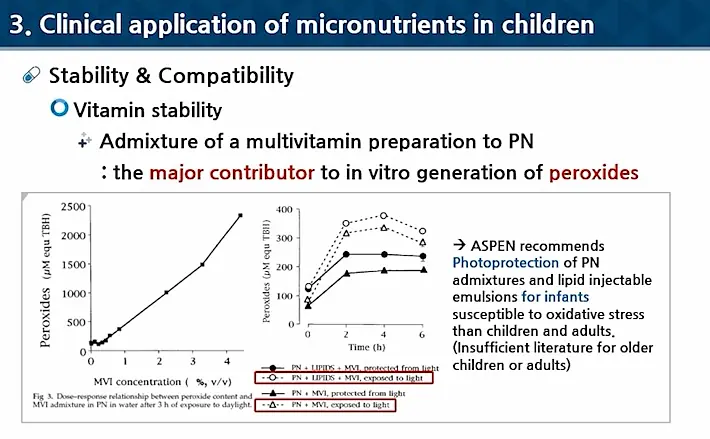 3. Clinical application of micronutrients in children
Stability & Compatibility
Vitamin stability
Admixture of a multivitamin preparation to PN
: the major contributor to in vitro generation of peroxides
Peroxides (µM equ TBH)
2500
2000
1500
1000
500
0
0 1 2 3 4
MVI concentration ( %, v/v)
Fig 3. Dose-response relationship between peroxide content and
MVI admixture in PN in water after 3 h of exposure to daylight.
Peroxides (µM equ TBH)
400
300
200
100
0
0 2 4 6
Time (h)
PN + LIPIDS + MVI, protected from light
PN + LIPIDS + MVI, exposed to light
PN + MVI, protected from light
PN + MVI, exposed to light
→ ASPEN recommends
Photoprotection of PN
admixtures and lipid injectable
emulsions for infants
susceptible to oxidative stress
than children and adults.
(Insufficient literature for older
children or adults)